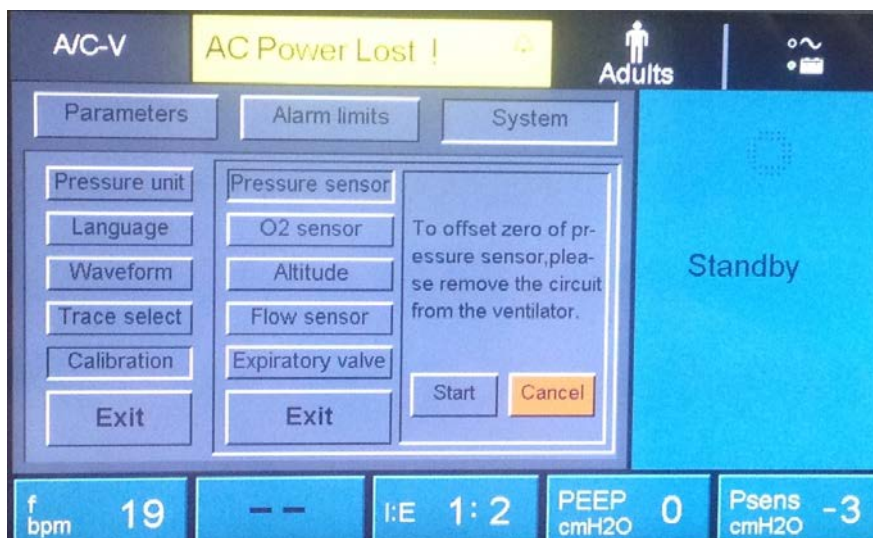 A/C-V
AC Power Lost !
Adults
Parameters
Alarm limits
System
Pressure unit
Language
Waveform
Trace select
Calibration
Exit
Pressure sensor
O2 sensor
Altitude
Flow sensor
Expiratory valve
Exit
To offset zero of pr-
essure sensor,plea-
se remove the circuit
from the ventilator.
Start
Cancel
Standby
f
bpm
19
--
I:E
1:2
PEEP
cmH2O
0
Psens
cmH2O
-3